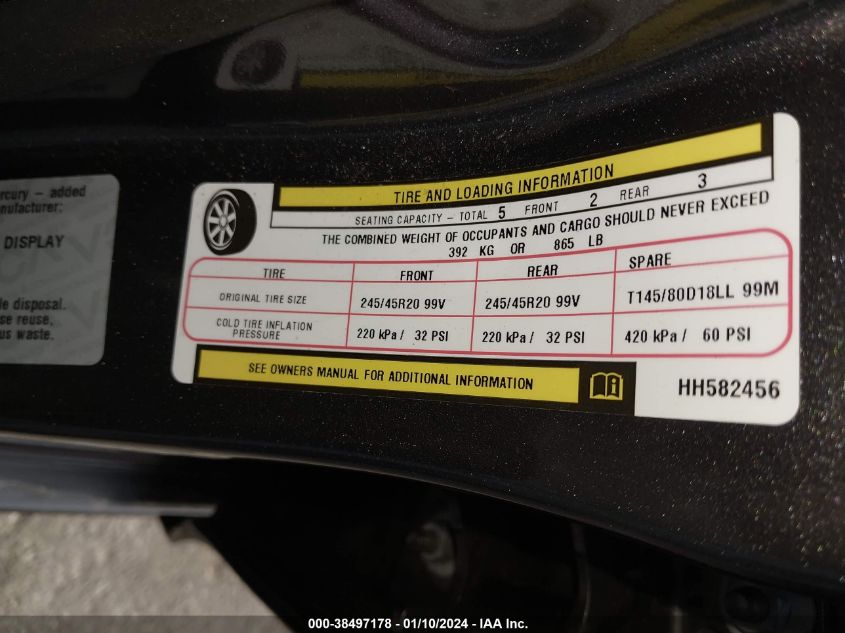 rcury – added
nufacturer:
DISPLAY
le disposal.
se reuse,
us waste.
TIRE AND LOADING INFORMATION
SEATING CAPACITY – TOTAL 5 FRONT 2 REAR 3
THE COMBINED WEIGHT OF OCCUPANTS AND CARGO SHOULD NEVER EXCEED
392 KG OR 865 LB
TIRE FRONT REAR SPARE
ORIGINAL TIRE SIZE 245/45R20 99V 245/45R20 99V T145/80D18LL 99M
COLD TIRE INFLATION
PRESSURE 220 kPa / 32 PSI 220 kPa / 32 PSI 420 kPa / 60 PSI
SEE OWNERS MANUAL FOR ADDITIONAL INFORMATION
HH582456
000-38497178 – 01/10/2024 – IAA Inc.